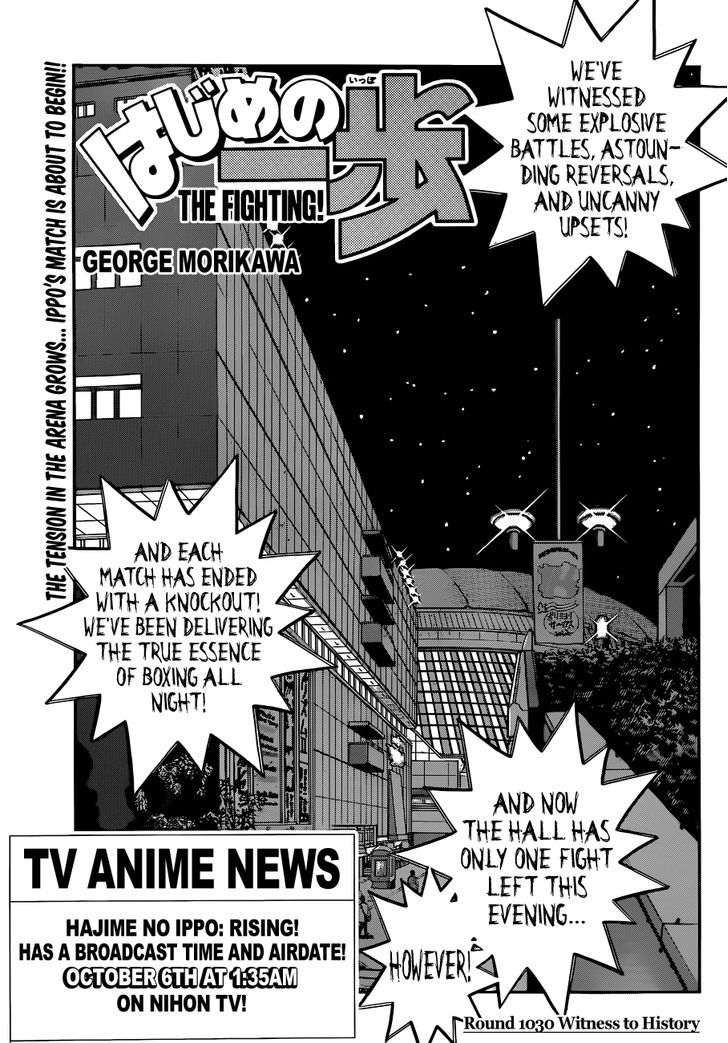 THE TENSION IN THE ARENA GROWS... IPPO'S MATCH IS ABOUT TO BEGIN!!
はじめの一歩
いっぽ
THE FIGHTING!
GEORGE MORIKAWA
WE'VE
WITNESSED
SOME EXPLOSIVE
BATTLES, ASTOUN-
DING REVERSALS,
AND UNCANNY
UPSETS!
AND EACH
MATCH HAS ENDED
WITH A KNOCKOUT!
WE'VE BEEN DELIVERING
THE TRUE ESSENCE
OF BOXING ALL
NIGHT!
AND NOW
THE HALL HAS
ONLY ONE FIGHT
LEFT THIS
EVENING...
HOWEVER!
TV ANIME NEWS
HAJIME NO IPPO: RISING!
HAS A BROADCAST TIME AND AIRDATE!
OCTOBER 6TH AT 1:35AM
ON NIHON TV!
Round 1030 Witness to History